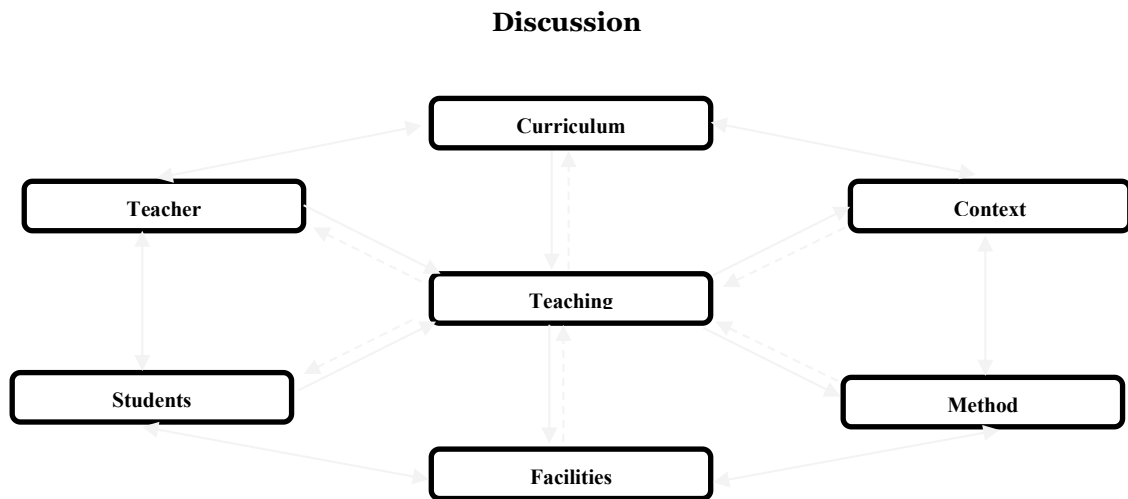 Discussion
Curriculum
Teacher
Context
Teaching
Students
Method
Facilities